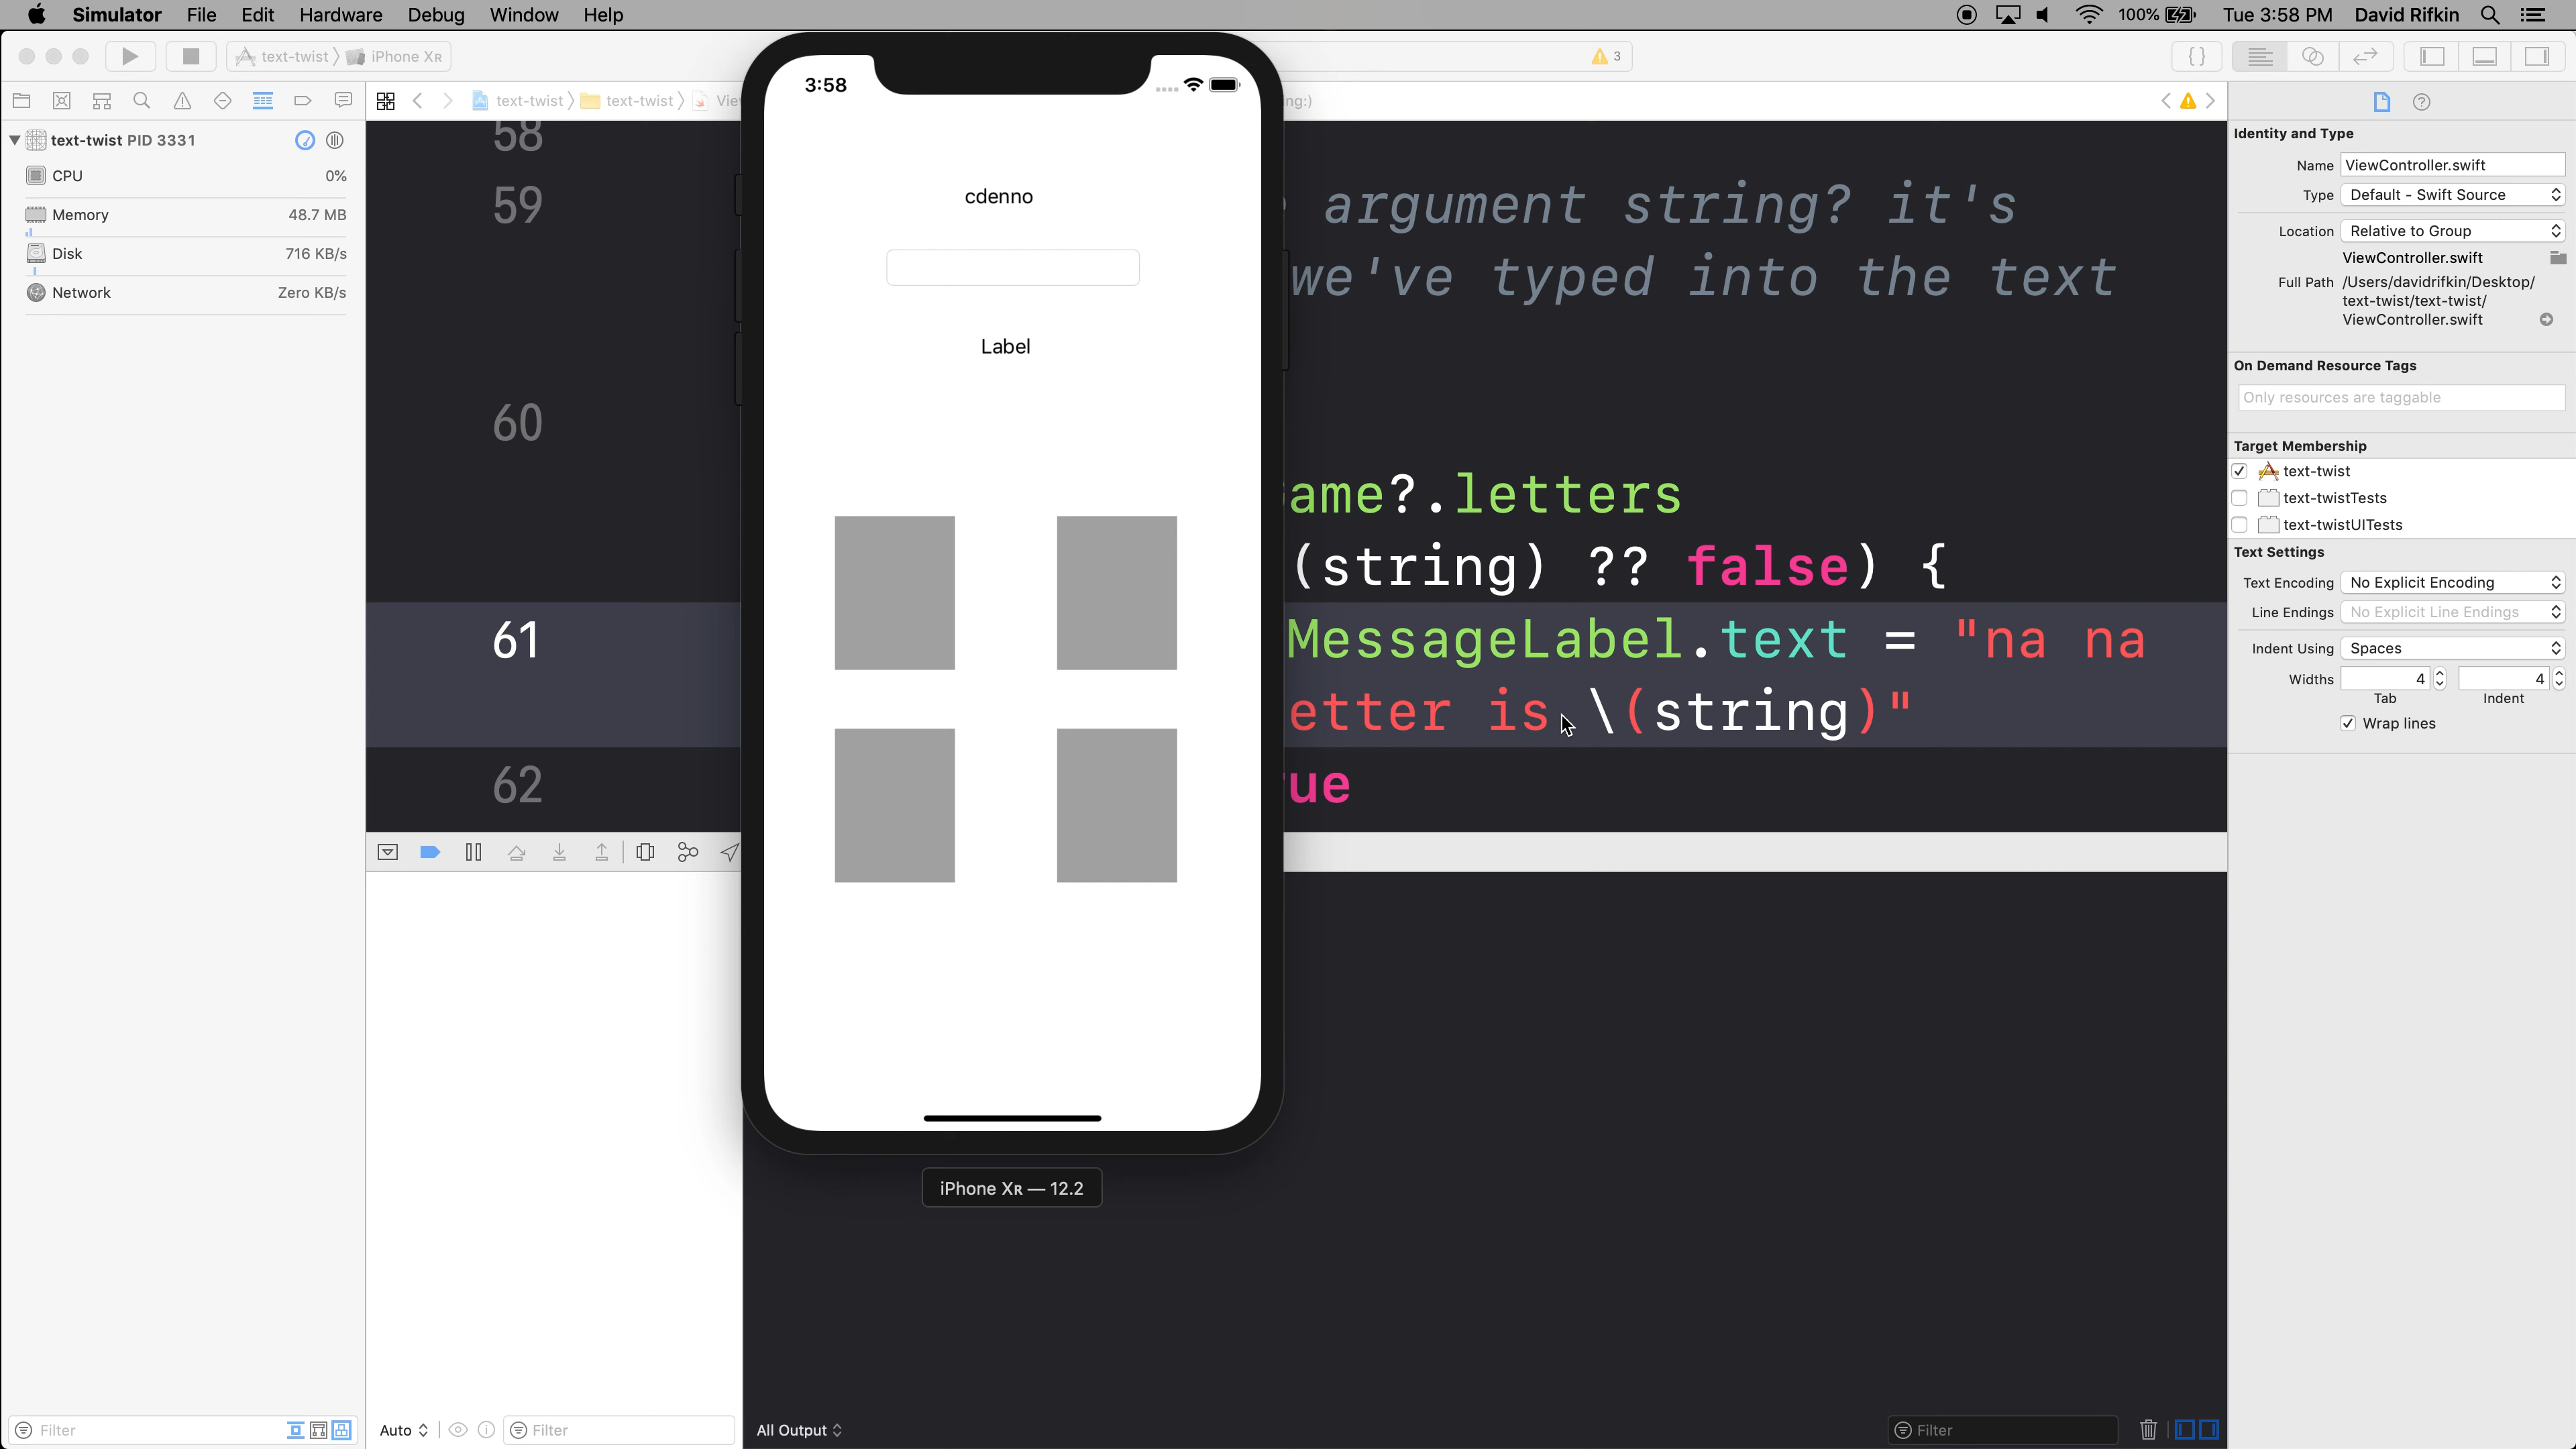 Simulator File Edit Hardware Debug Window Help 100% Tue 3:58 PM David Rifkin
text-twist iPhone XR
3
text-twist text-twist
ng:)
text-twist PID 3331
CPU 0%
Memory 48.7 MB
Disk 716 KB/s
Network Zero KB/s
58
59 argument string? it's
we've typed into the text
60
ame?.letters
(string) ?? false) {
61 MessageLabel.text = "na na
etter is \(string)"
62 ue
3:58
cdenno
Label
iPhone XR — 12.2
Identity and Type
Name ViewController.swift
Type Default - Swift Source
Location Relative to Group
ViewController.swift
Full Path /Users/davidrifkin/Desktop/
text-twist/text-twist/
ViewController.swift
On Demand Resource Tags
Only resources are taggable
Target Membership
text-twist
text-twistTests
text-twistUITests
Text Settings
Text Encoding No Explicit Encoding
Line Endings No Explicit Line Endings
Indent Using Spaces
Widths 4 4
Tab Indent
Wrap lines
Filter
Auto Filter
All Output Filter